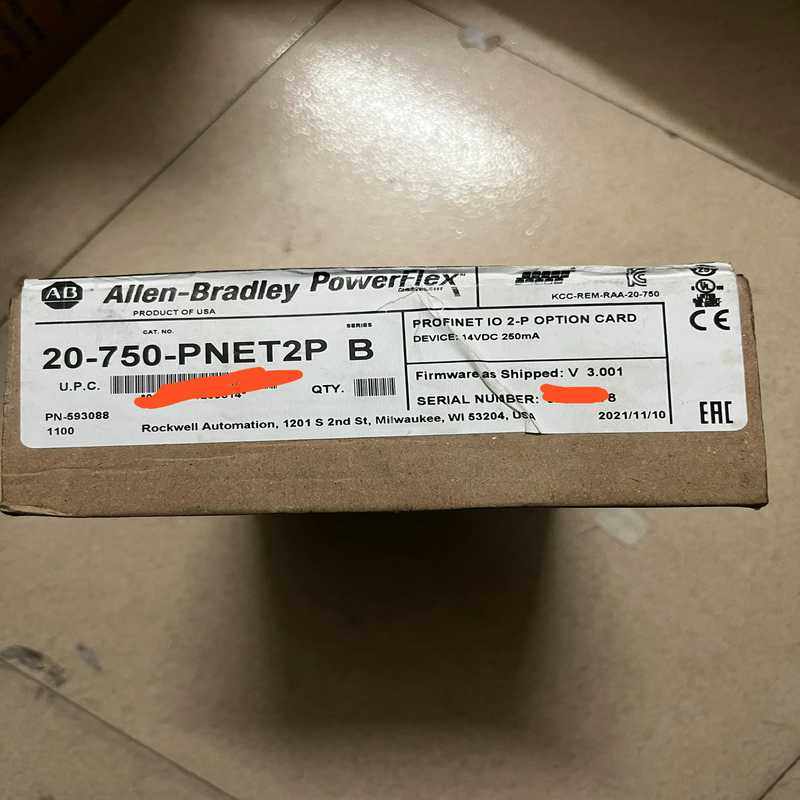 AB Allen-Bradley PowerFlex
PRODUCT OF USA
KCC-REM-RAA-20-750
CAT. NO.
SERIES
20-750-PNET2P B
PROFINET IO 2-P OPTION CARD
DEVICE: 14VDC 250mA
U.P.C.
QTY.
Firmware as Shipped: V 3.001
SERIAL NUMBER: 8
PN-593088
1100
2021/11/10
Rockwell Automation, 1201 S 2nd St, Milwaukee, WI 53204, USA
UL
CE
EAC